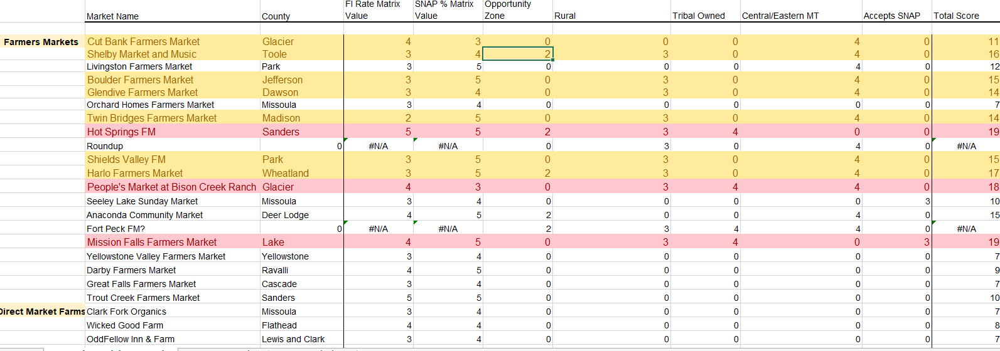 Market Name County FI Rate Matrix Value SNAP % Matrix Value Opportunity Zone Rural Tribal Owned Central/Eastern MT Accepts SNAP Total Score
Farmers Markets Cut Bank Farmers Market Glacier 4 3 0 0 0 4 0 11
Shelby Market and Music Toole 3 4 2 3 0 4 0 16
Livingston Farmers Market Park 3 5 0 0 0 4 0 12
Boulder Farmers Market Jefferson 3 5 0 3 0 4 0 15
Glendive Farmers Market Dawson 3 4 0 3 0 4 0 14
Orchard Homes Farmers Market Missoula 3 4 0 0 0 0 0 7
Twin Bridges Farmers Market Madison 2 5 0 3 0 4 0 14
Hot Springs FM Sanders 5 5 2 3 4 0 0 19
Roundup 0 #N/A #N/A 0 3 0 4 0 #N/A
Shields Valley FM Park 3 5 0 3 0 4 0 15
Harlo Farmers Market Wheatland 3 5 2 3 0 4 0 17
People's Market at Bison Creek Ranch Glacier 4 3 0 3 4 4 0 18
Seeley Lake Sunday Market Missoula 3 4 0 0 0 0 3 10
Anaconda Community Market Deer Lodge 4 5 2 0 0 4 0 15
Fort Peck FM? 0 #N/A #N/A 2 3 4 4 0 #N/A
Mission Falls Farmers Market Lake 4 5 0 3 4 0 3 19
Yellowstone Valley Farmers Market Yellowstone 3 4 0 0 0 0 0 7
Darby Farmers Market Ravalli 4 5 0 0 0 0 0 9
Great Falls Farmers Market Cascade 3 4 0 0 0 0 0 7
Trout Creek Farmers Market Sanders 5 5 0 0 0 0 0 10
Direct Market Farms Clark Fork Organics Missoula 3 4 0 0 0 0 0 7
Wicked Good Farm Flathead 4 4 0 0 0 0 0 8
OddFellow Inn & Farm Lewis and Clark 3 4 0 0 0 0 0 7